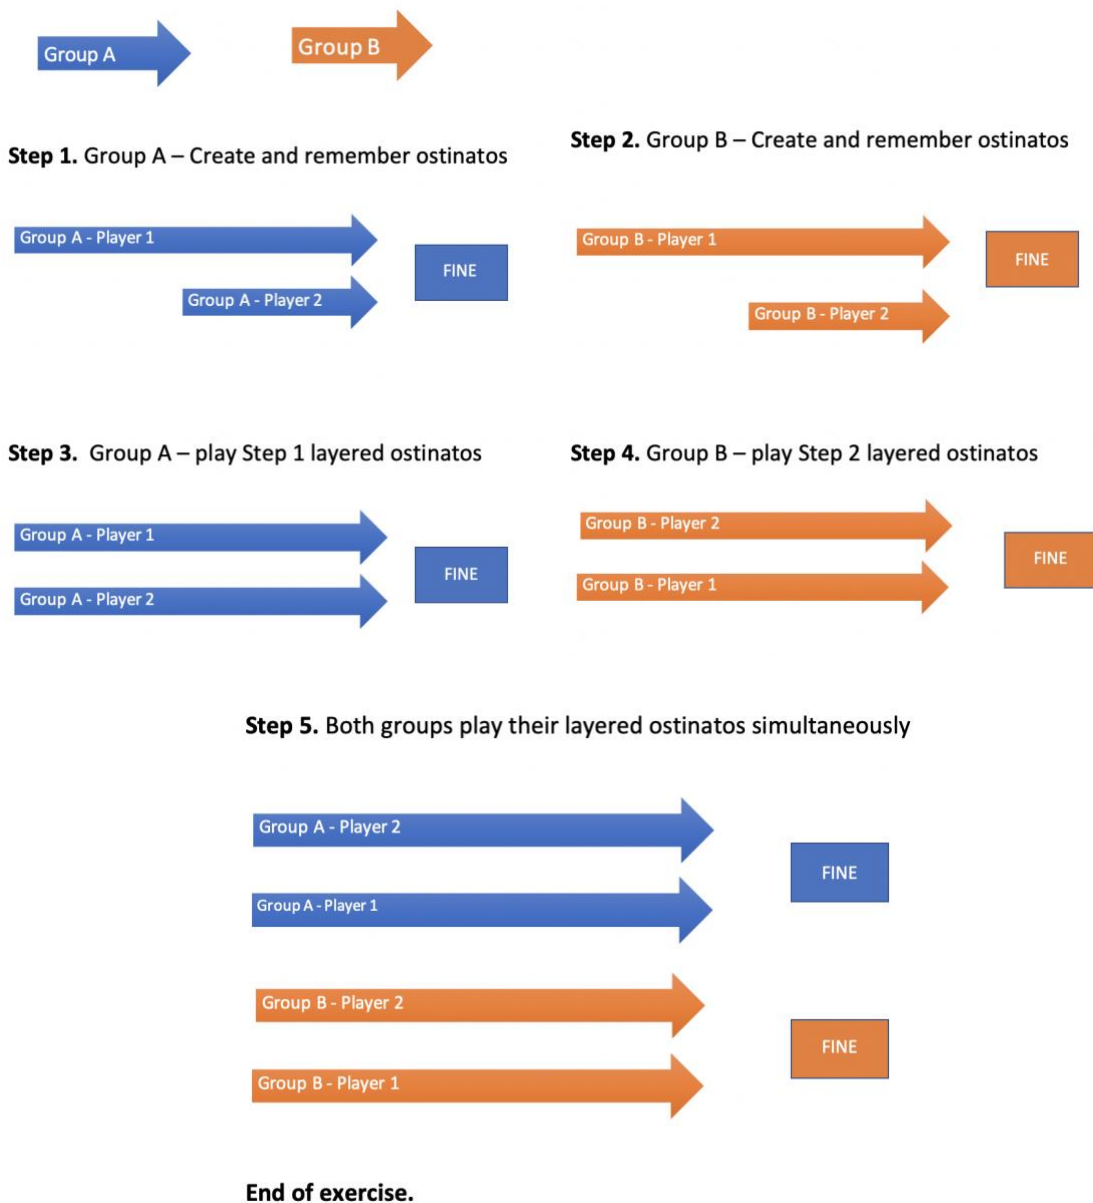 Group A
Group B
Step 1. Group A – Create and remember ostinatos
Group A - Player 1
Group A - Player 2
FINE
Step 2. Group B – Create and remember ostinatos
Group B - Player 1
Group B - Player 2
FINE
Step 3. Group A – play Step 1 layered ostinatos
Group A - Player 1
Group A - Player 2
FINE
Step 4. Group B – play Step 2 layered ostinatos
Group B - Player 2
Group B - Player 1
FINE
Step 5. Both groups play their layered ostinatos simultaneously
Group A - Player 2
Group A - Player 1
FINE
Group B - Player 2
Group B - Player 1
FINE
End of exercise.